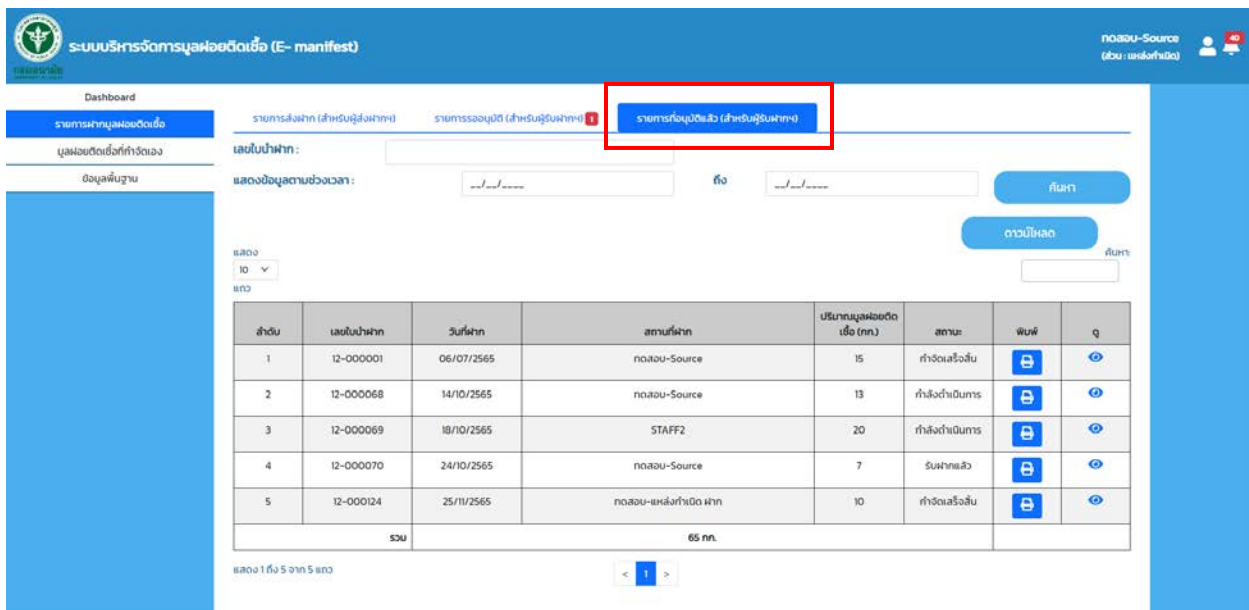 ระบบบริหารจัดการมูลฝอยติดเชื้อ (E- manifest)
ทดสอบ-Source
(ส่วน : แหล่งกำเนิด)
40
กรมอนามัย
Dashboard
รายการฝากมูลฝอยติดเชื้อ
มูลฝอยติดเชื้อที่กำจัดเอง
ข้อมูลพื้นฐาน
รายการส่งฝาก (สำหรับผู้ส่งฝากฯ) รายการรออนุมัติ (สำหรับผู้รับฝากฯ) 1 รายการที่อนุมัติแล้ว (สำหรับผู้รับฝากฯ)
เลขใบนำฝาก :
แสดงข้อมูลตามช่วงเวลา : __/__/____ ถึง __/__/____ ค้นหา
ดาวน์โหลด
แสดง
10
แถว
ค้นหา:
ลำดับ เลขใบนำฝาก วันที่ฝาก สถานที่ฝาก ปริมาณมูลฝอยติดเชื้อ (กก.) สถานะ พิมพ์ ดู
1 12-000001 06/07/2565 ทดสอบ-Source 15 กำจัดเสร็จสิ้น
2 12-000068 14/10/2565 ทดสอบ-Source 13 กำลังดำเนินการ
3 12-000069 18/10/2565 STAFF2 20 กำลังดำเนินการ
4 12-000070 24/10/2565 ทดสอบ-Source 7 รับฝากแล้ว
5 12-000124 25/11/2565 ทดสอบ-แหล่งกำเนิด ฝาก 10 กำจัดเสร็จสิ้น
รวม 65 กก.
แสดง 1 ถึง 5 จาก 5 แถว
< 1 >